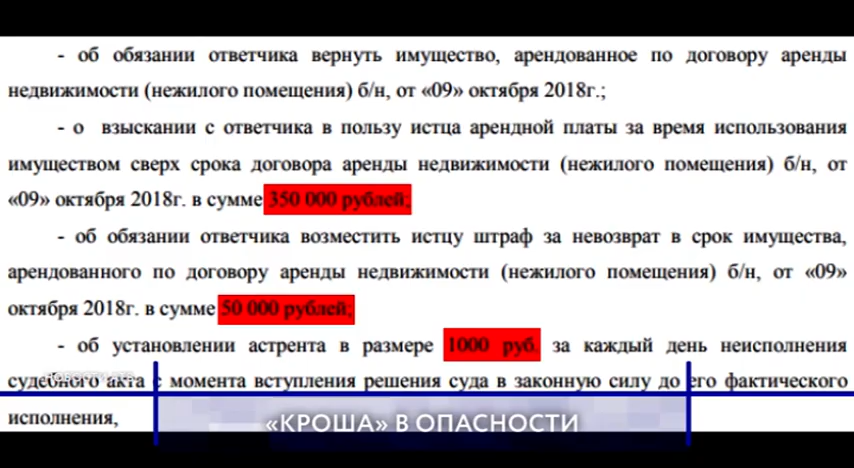 - об обязании ответчика вернуть имущество, арендованное по договору аренды
недвижимости (нежилого помещения) б/н, от «09» октября 2018г.;
- о взыскании с ответчика в пользу истца арендной платы за время использования
имуществом сверх срока договора аренды недвижимости (нежилого помещения) б/н, от
«09» октября 2018г. в сумме 350 000 рублей;
- об обязании ответчика возместить истцу штраф за невозврат в срок имущества,
арендованного по договору аренды недвижимости (нежилого помещения) б/н, от «09»
октября 2018г. в сумме 50 000 рублей;
- об установлении астрента в размере 1000 руб. за каждый день неисполнения
судебного акта с момента вступления решения суда в законную силу до его фактического
исполнения,
«КРОША» В ОПАСНОСТИ